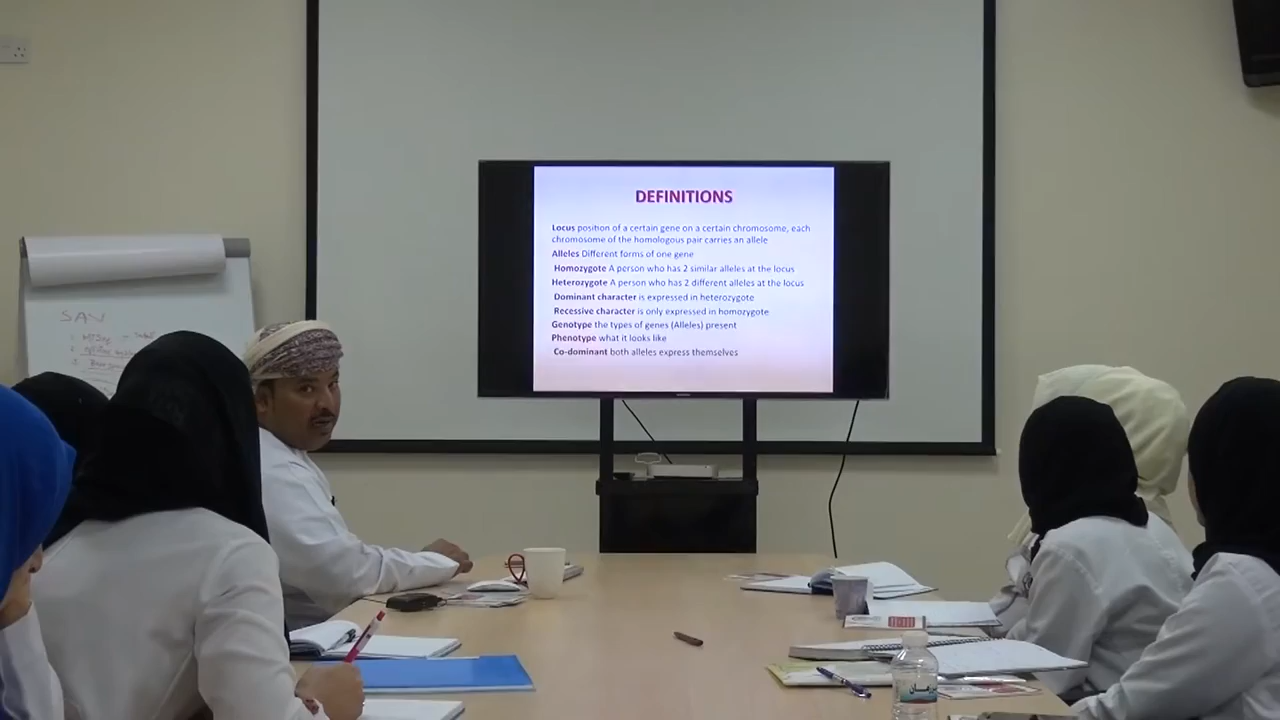 DEFINITIONS
Locus position of a certain gene on a certain chromosome, each
chromosome of the homologous pair carries an allele
Alleles Different forms of one gene
Homozygote A person who has 2 similar alleles at the locus
Heterozygote A person who has 2 different alleles at the locus
Dominant character is expressed in heterozygote
Recessive character is only expressed in homozygote
Genotype the types of genes (Alleles) present
Phenotype what it looks like
Co-dominant both alleles express themselves
SAV